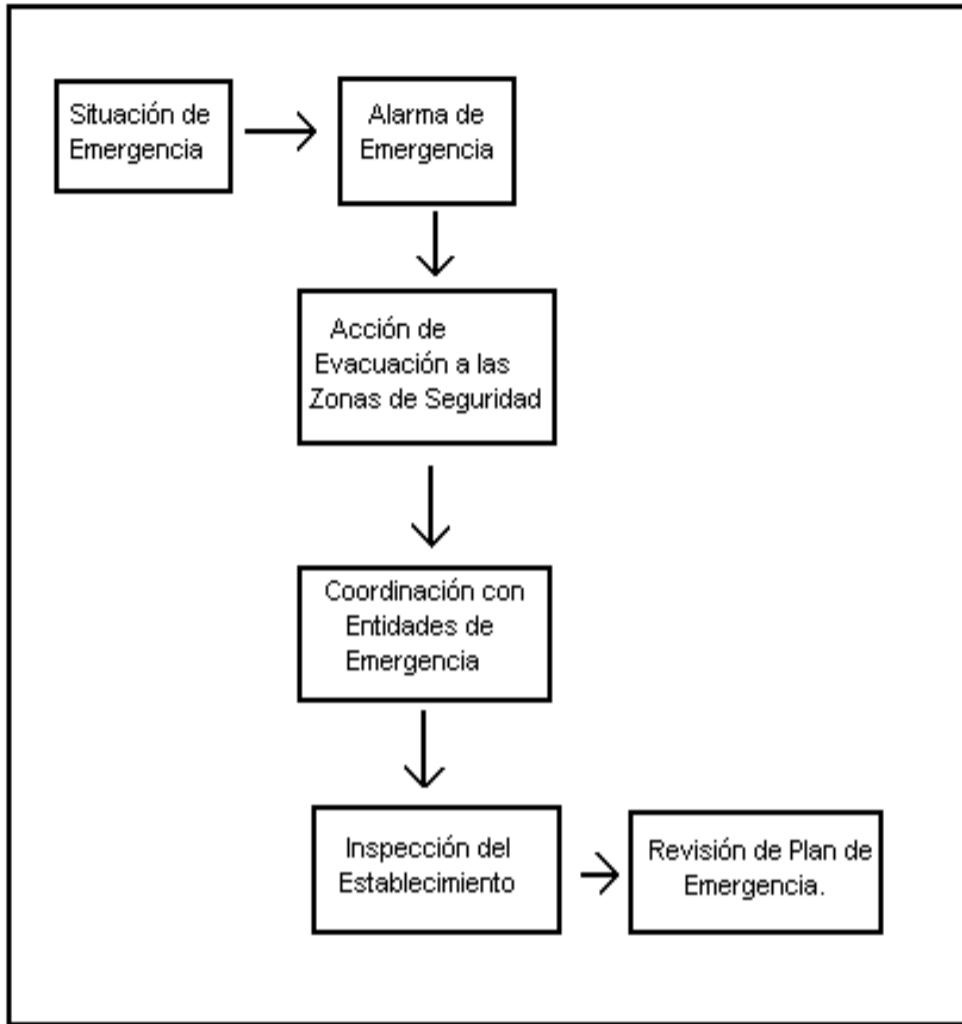 Situación de
Emergencia
Alarma de
Emergencia
Acción de
Evacuación a las
Zonas de Seguridad
Coordinación con
Entidades de
Emergencia
Inspección del
Establecimiento
Revisión de Plan de
Emergencia.